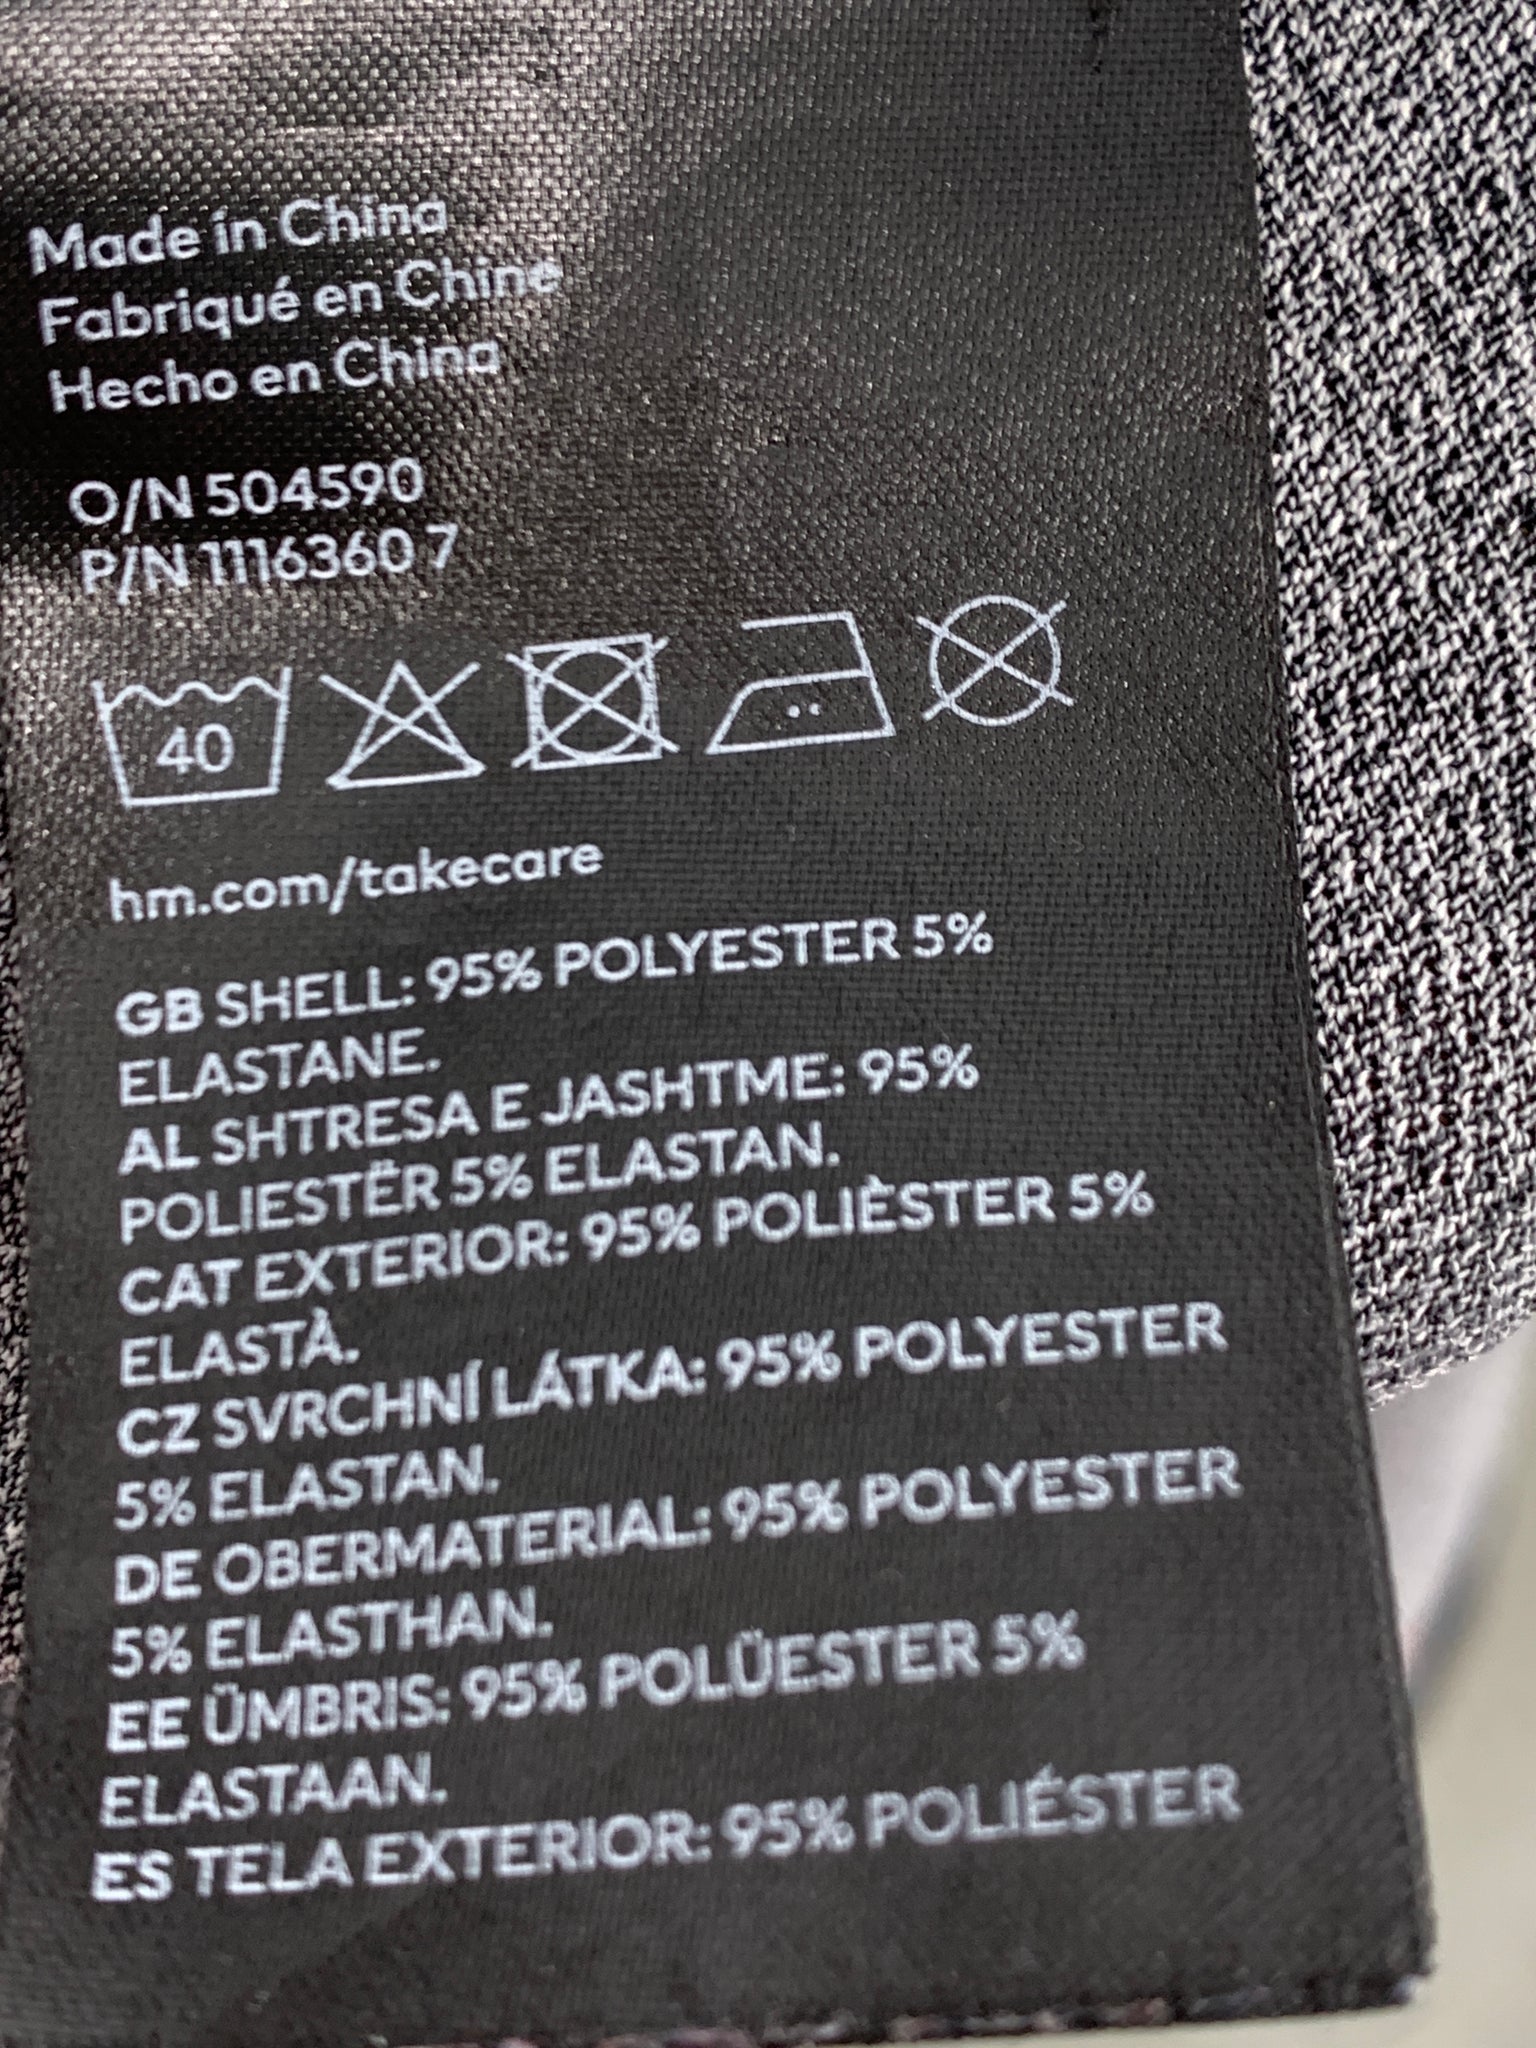 Made in China
Fabriqué en Chine
Hecho en China
O/N 504590
P/N 1116360 7
40
hm.com/takecare
GB SHELL: 95% POLYESTER 5%
ELASTANE.
AL SHTRESA E JASHTME: 95%
POLIESTËR 5% ELASTAN.
CAT EXTERIOR: 95% POLIÈSTER 5%
ELASTÀ.
CZ SVRCHNÍ LÁTKA: 95% POLYESTER
5% ELASTAN.
DE OBERMATERIAL: 95% POLYESTER
5% ELASTHAN.
EE ÜMBRIS: 95% POLÜESTER 5%
ELASTAAN.
ES TELA EXTERIOR: 95% POLIÉSTER